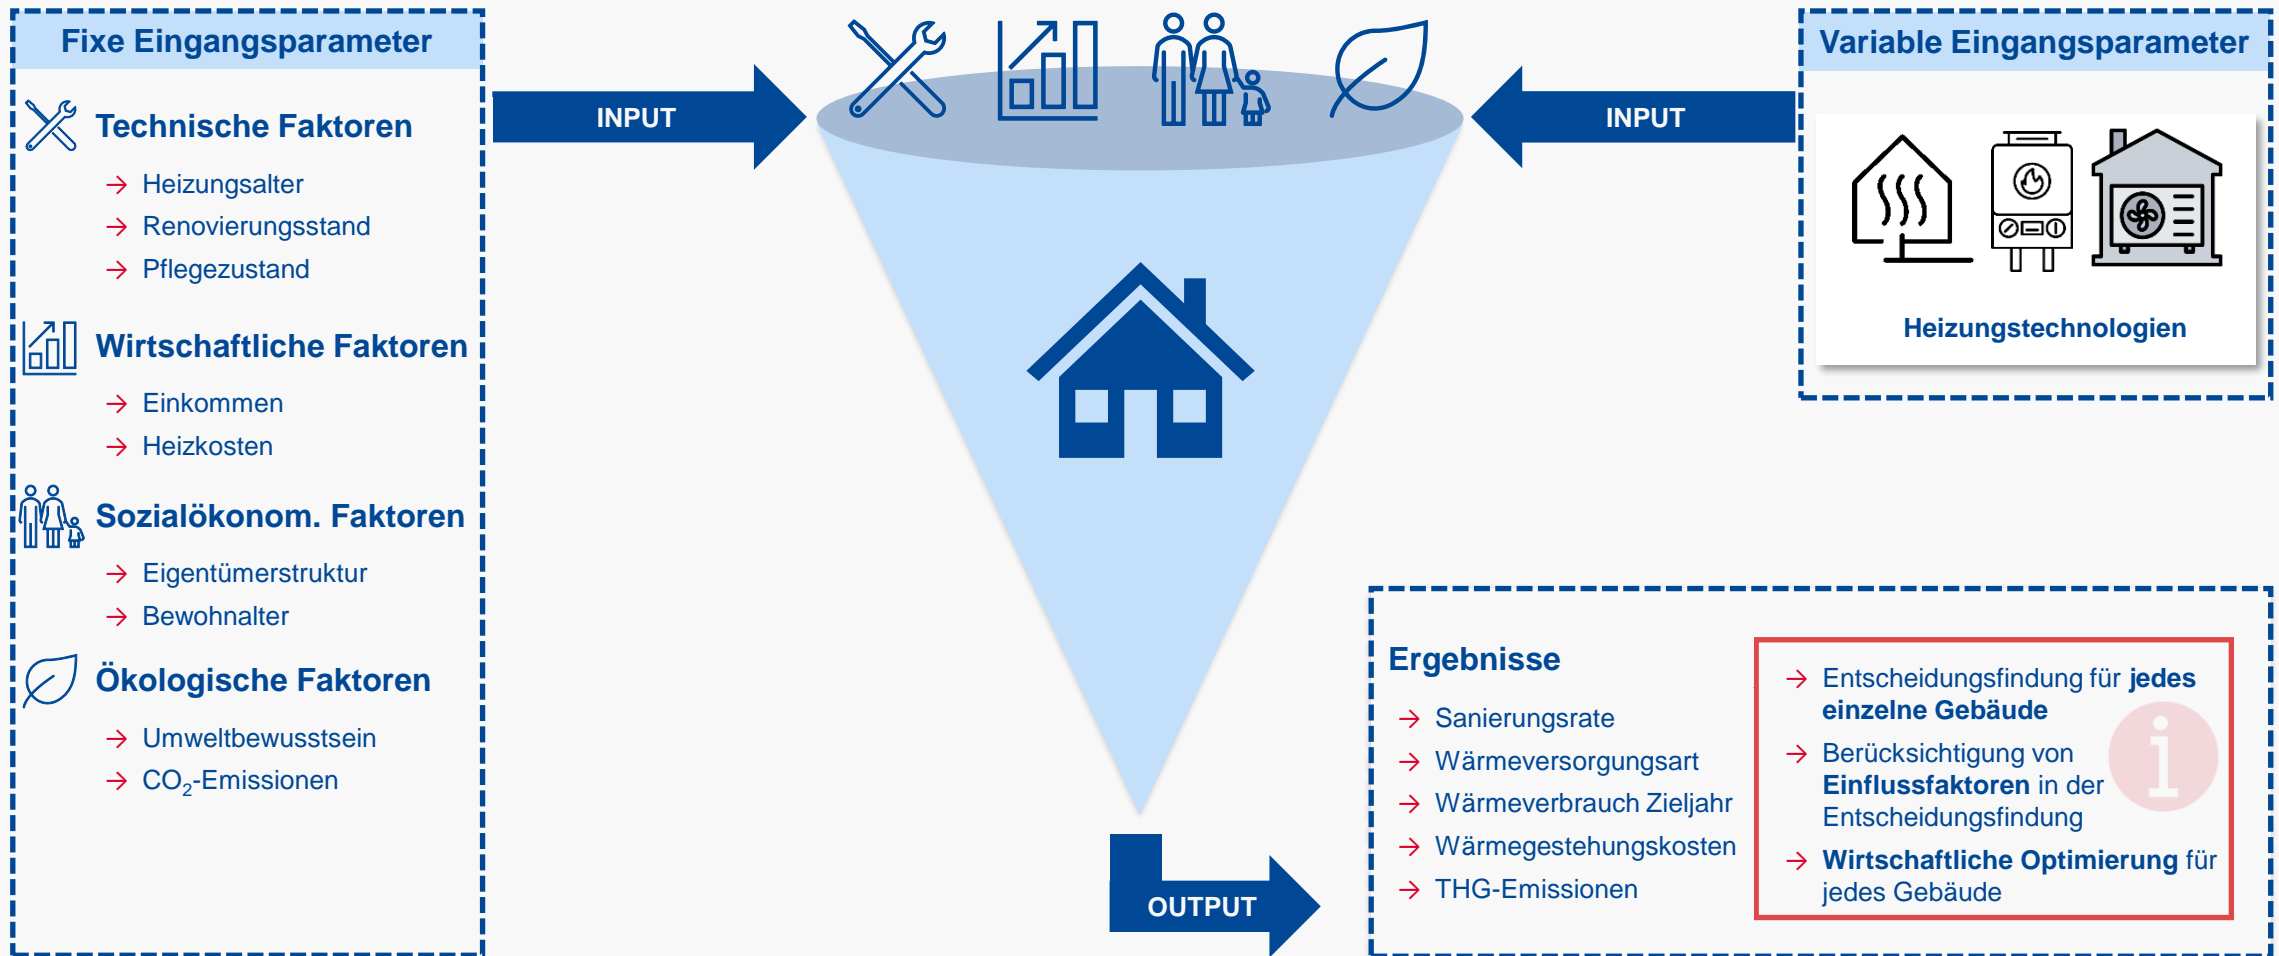 Fixe Eingangsparameter
Technische Faktoren
→ Heizungsalter
→ Renovierungsstand
→ Pflegezustand
Wirtschaftliche Faktoren
→ Einkommen
→ Heizkosten
Sozialökonom. Faktoren
→ Eigentümerstruktur
→ Bewohnalter
Ökologische Faktoren
→ Umweltbewusstsein
→ CO₂-Emissionen
INPUT
INPUT
Variable Eingangsparameter
Heizungstechnologien
OUTPUT
Ergebnisse
→ Sanierungsrate
→ Wärmeversorgungsart
→ Wärmeverbrauch Zieljahr
→ Wärmegestehungskosten
→ THG-Emissionen
→ Entscheidungsfindung für jedes
einzelne Gebäude
→ Berücksichtigung von
Einflussfaktoren in der
Entscheidungsfindung
→ Wirtschaftliche Optimierung für
jedes Gebäude